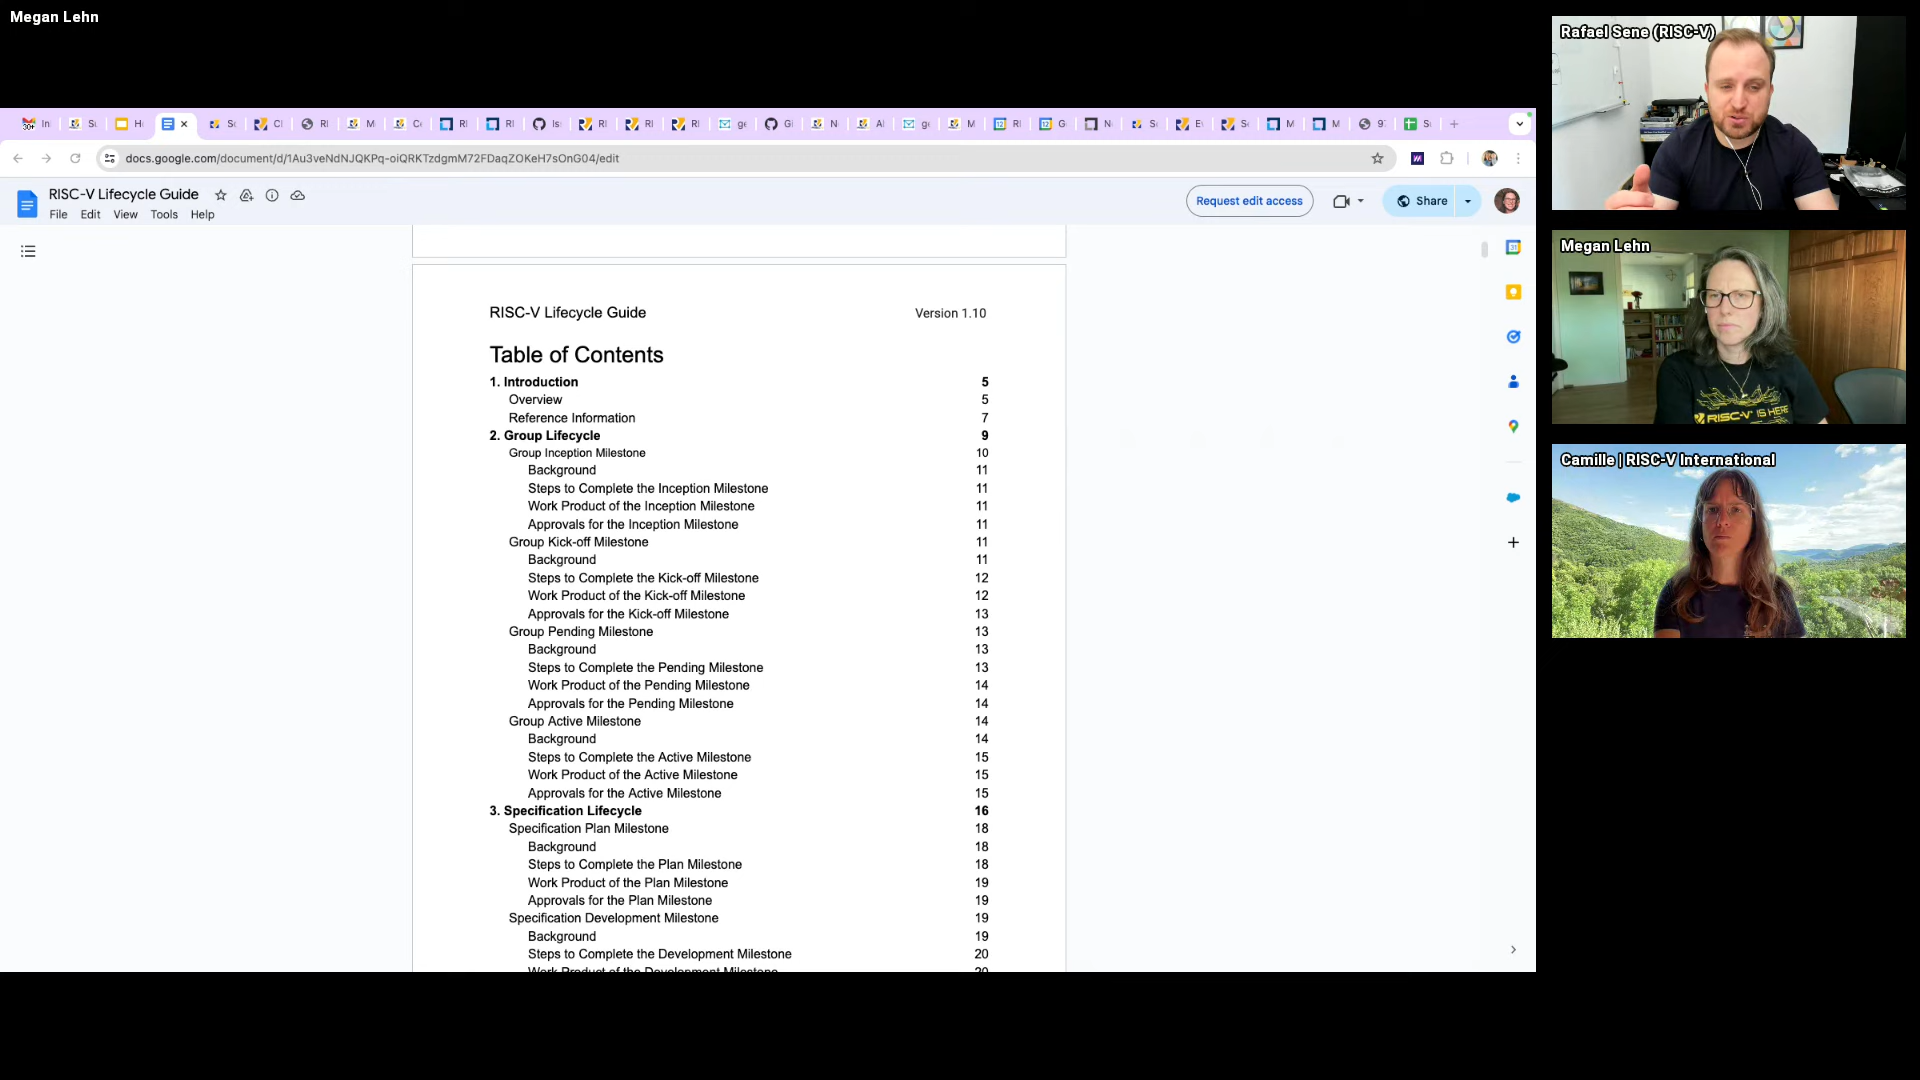 Megan Lehn
docs.google.com/document/d/1Au3veNdNJQKPq-oiQRKTzdgmM72FDaqZOKeH7sOnG04/edit
RISC-V Lifecycle Guide
File Edit View Tools Help
Request edit access
Share
RISC-V Lifecycle Guide Version 1.10
Table of Contents
1. Introduction 5
Overview 5
Reference Information 7
2. Group Lifecycle 9
Group Inception Milestone 10
Background 11
Steps to Complete the Inception Milestone 11
Work Product of the Inception Milestone 11
Approvals for the Inception Milestone 11
Group Kick-off Milestone 11
Background 11
Steps to Complete the Kick-off Milestone 12
Work Product of the Kick-off Milestone 12
Approvals for the Kick-off Milestone 13
Group Pending Milestone 13
Background 13
Steps to Complete the Pending Milestone 13
Work Product of the Pending Milestone 14
Approvals for the Pending Milestone 14
Group Active Milestone 14
Background 14
Steps to Complete the Active Milestone 15
Work Product of the Active Milestone 15
Approvals for the Active Milestone 15
3. Specification Lifecycle 16
Specification Plan Milestone 18
Background 18
Steps to Complete the Plan Milestone 18
Work Product of the Plan Milestone 19
Approvals for the Plan Milestone 19
Specification Development Milestone 19
Background 19
Steps to Complete the Development Milestone 20
Work Product of the Development Milestone 20
Rafael Sene (RISC-V)
Megan Lehn
RISC-V IS HERE
Camille | RISC-V International